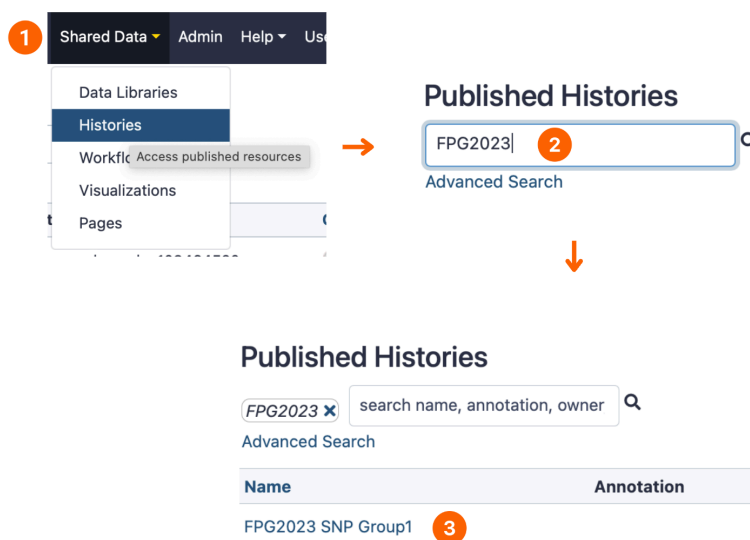 1
Shared Data Admin Help
Data Libraries
Histories
Access published resources
Visualizations
Pages
Published Histories
FPG2023
2
Advanced Search
Published Histories
FPG2023 × search name, annotation, owner
Advanced Search
Name Annotation
FPG2023 SNP Group1 3